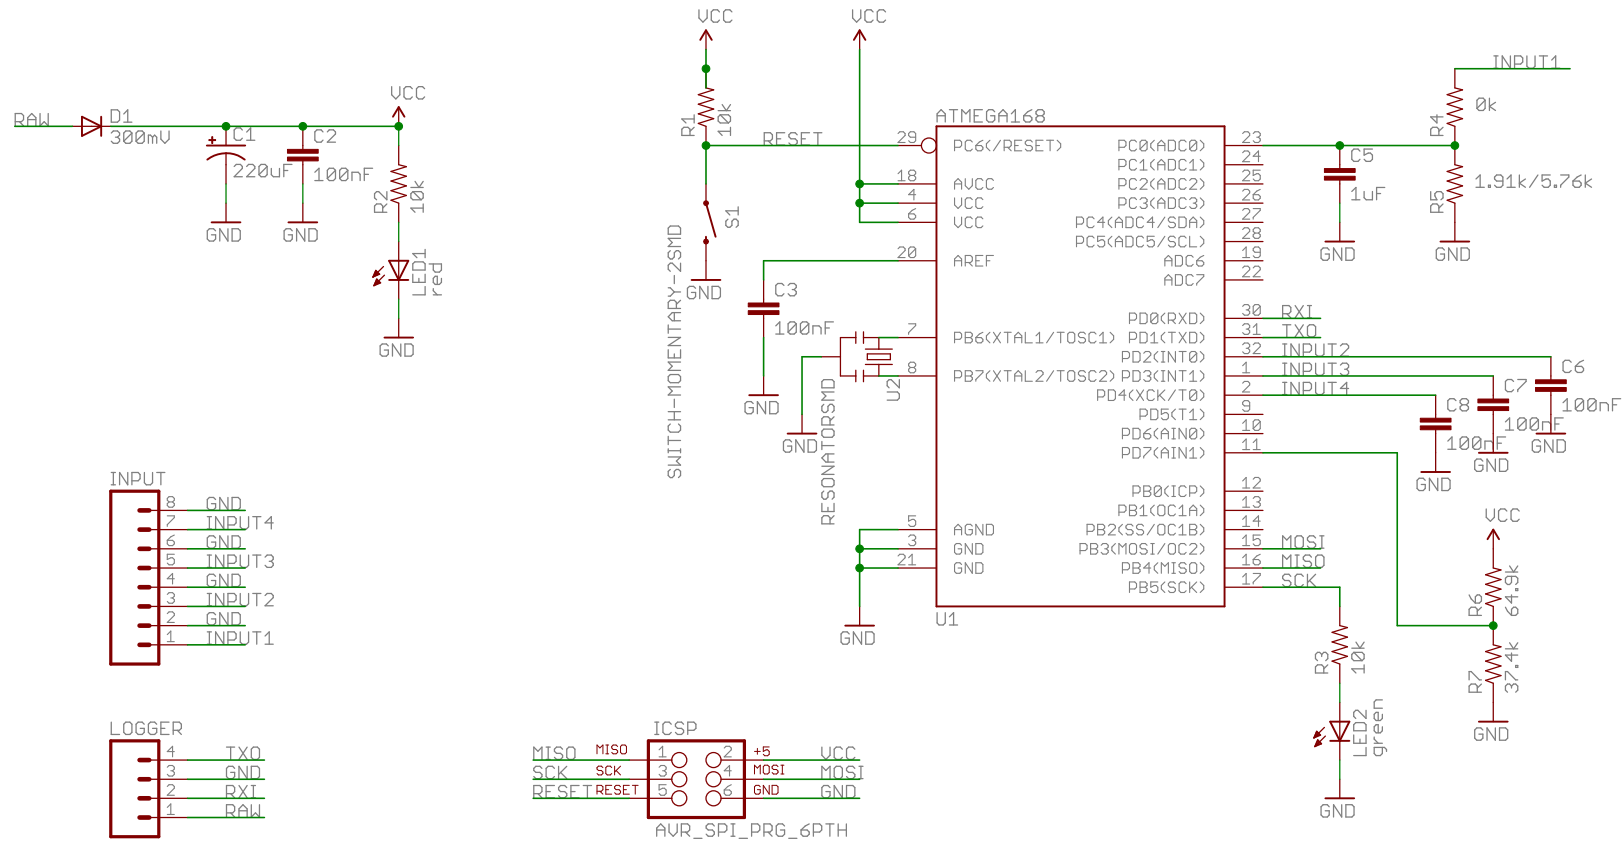 RAW
D1
300mV
C1
220uF
GND
C2
100nF
GND
VCC
R2
10k
LED1
red
GND
VCC
R1
10k
RESET
S1
SWITCH-MOMENTARY-2SMD
GND
VCC
C3
100nF
GND
RESONATORSMD
U2
GND
GND
ATMEGA168
U1
29 PC6(/RESET)
18 AVCC
4 VCC
6 VCC
20 AREF
7 PB6(XTAL1/TOSC1)
8 PB7(XTAL2/TOSC2)
5 AGND
3 GND
21 GND
PC0(ADC0) 23
PC1(ADC1) 24
PC2(ADC2) 25
PC3(ADC3) 26
PC4(ADC4/SDA) 27
PC5(ADC5/SCL) 28
ADC6 19
ADC7 22
PD0(RXD) 30 RXI
PD1(TXD) 31 TXO
PD2(INT0) 32 INPUT2
PD3(INT1) 1 INPUT3
PD4(XCK/T0) 2 INPUT4
PD5(T1) 9
PD6(AIN0) 10
PD7(AIN1) 11
PB0(ICP) 12
PB1(OC1A) 13
PB2(SS/OC1B) 14
PB3(MOSI/OC2) 15 MOSI
PB4(MISO) 16 MISO
PB5(SCK) 17 SCK
INPUT1
R4
0k
C5
1uF
GND
R5
1.91k/5.76k
GND
C6
100nF
GND
C7
100nF
GND
C8
100nF
GND
VCC
R6
64.9k
R7
37.4k
GND
R3
10k
LED2
green
GND
INPUT
8 GND
7 INPUT4
6 GND
5 INPUT3
4 GND
3 INPUT2
2 GND
1 INPUT1
LOGGER
4 TXO
3 GND
2 RXI
1 RAW
ICSP
MISO MISO 1 2 +5 VCC
SCK SCK 3 4 MOSI MOSI
RESET RESET 5 6 GND GND
AVR_SPI_PRG_6PTH